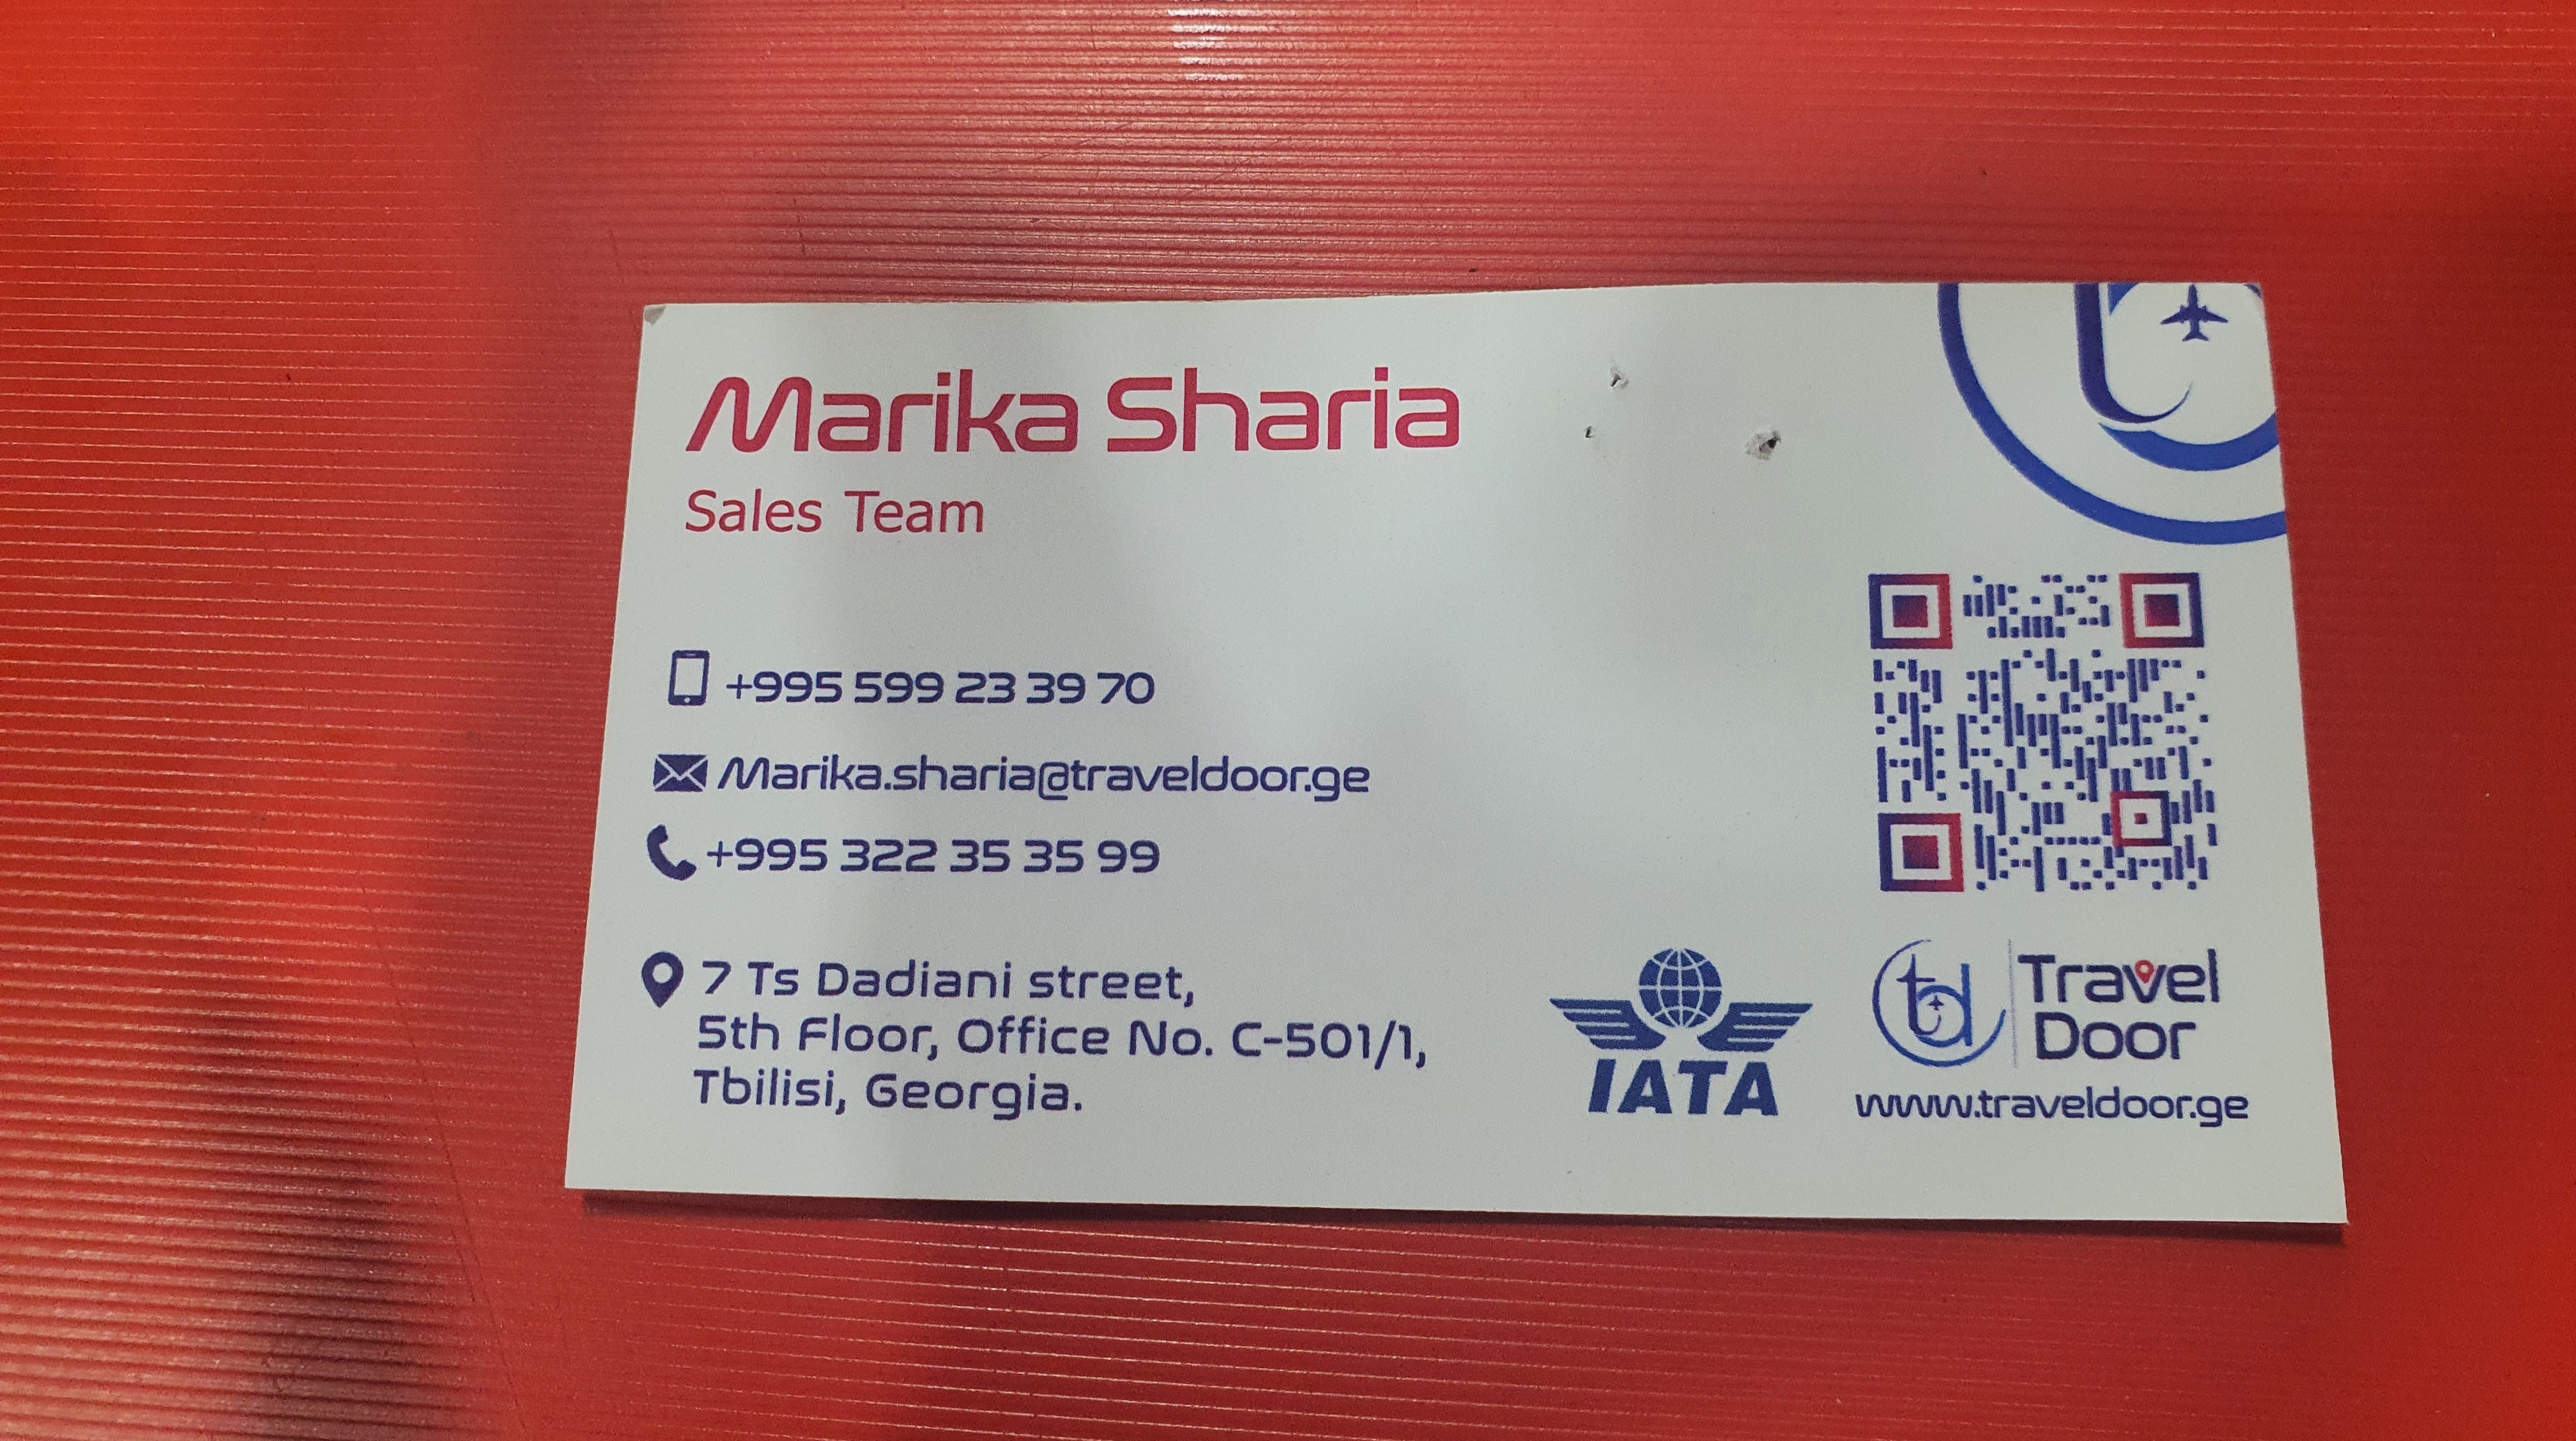 Marika Sharia
Sales Team
+995 599 23 39 70
Marika.sharia@traveldoor.ge
+995 322 35 35 99
7 Ts Dadiani street,
5th Floor, Office No. C-501/1,
Tbilisi, Georgia.
IATA
td
Travel
Door
www.traveldoor.ge